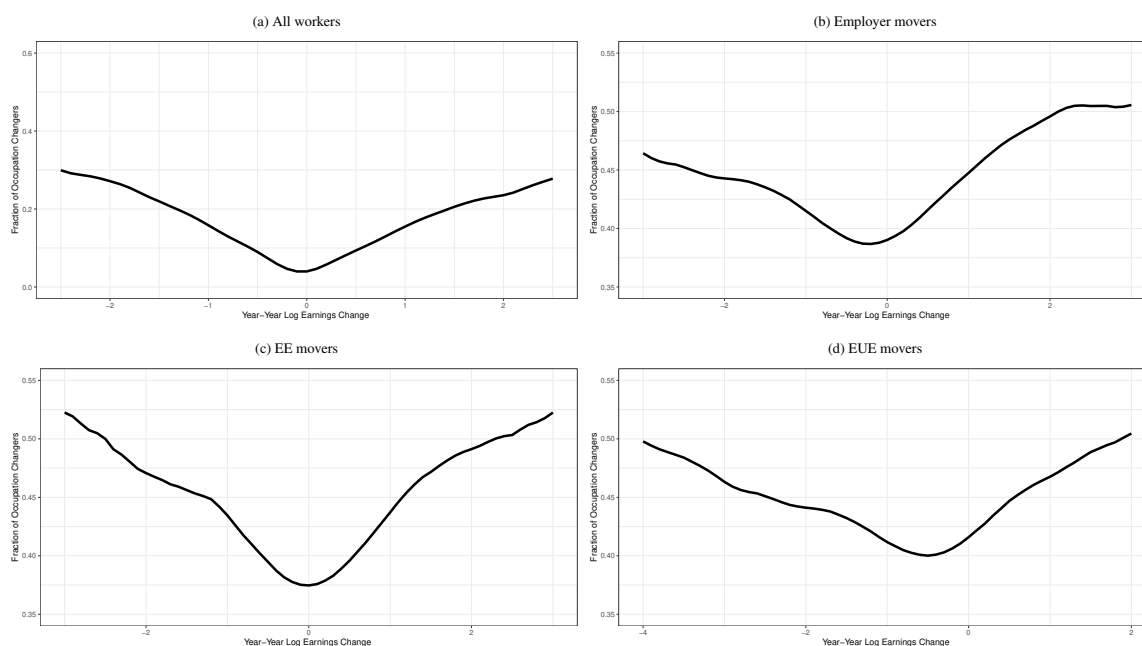 (a) All workers
0.6
0.4
0.2
0.0
Fraction of Occupation Changers
−2
−1
0
1
2
Year−Year Log Earnings Change
(b) Employer movers
0.55
0.50
0.45
0.40
0.35
Fraction of Occupation Changers
−2
0
2
Year−Year Log Earnings Change
(c) EE movers
0.55
0.50
0.45
0.40
0.35
Fraction of Occupation Changers
−2
0
2
Year−Year Log Earnings Change
(d) EUE movers
0.55
0.50
0.45
0.40
0.35
Fraction of Occupation Changers
−4
−2
0
2
Year−Year Log Earnings Change